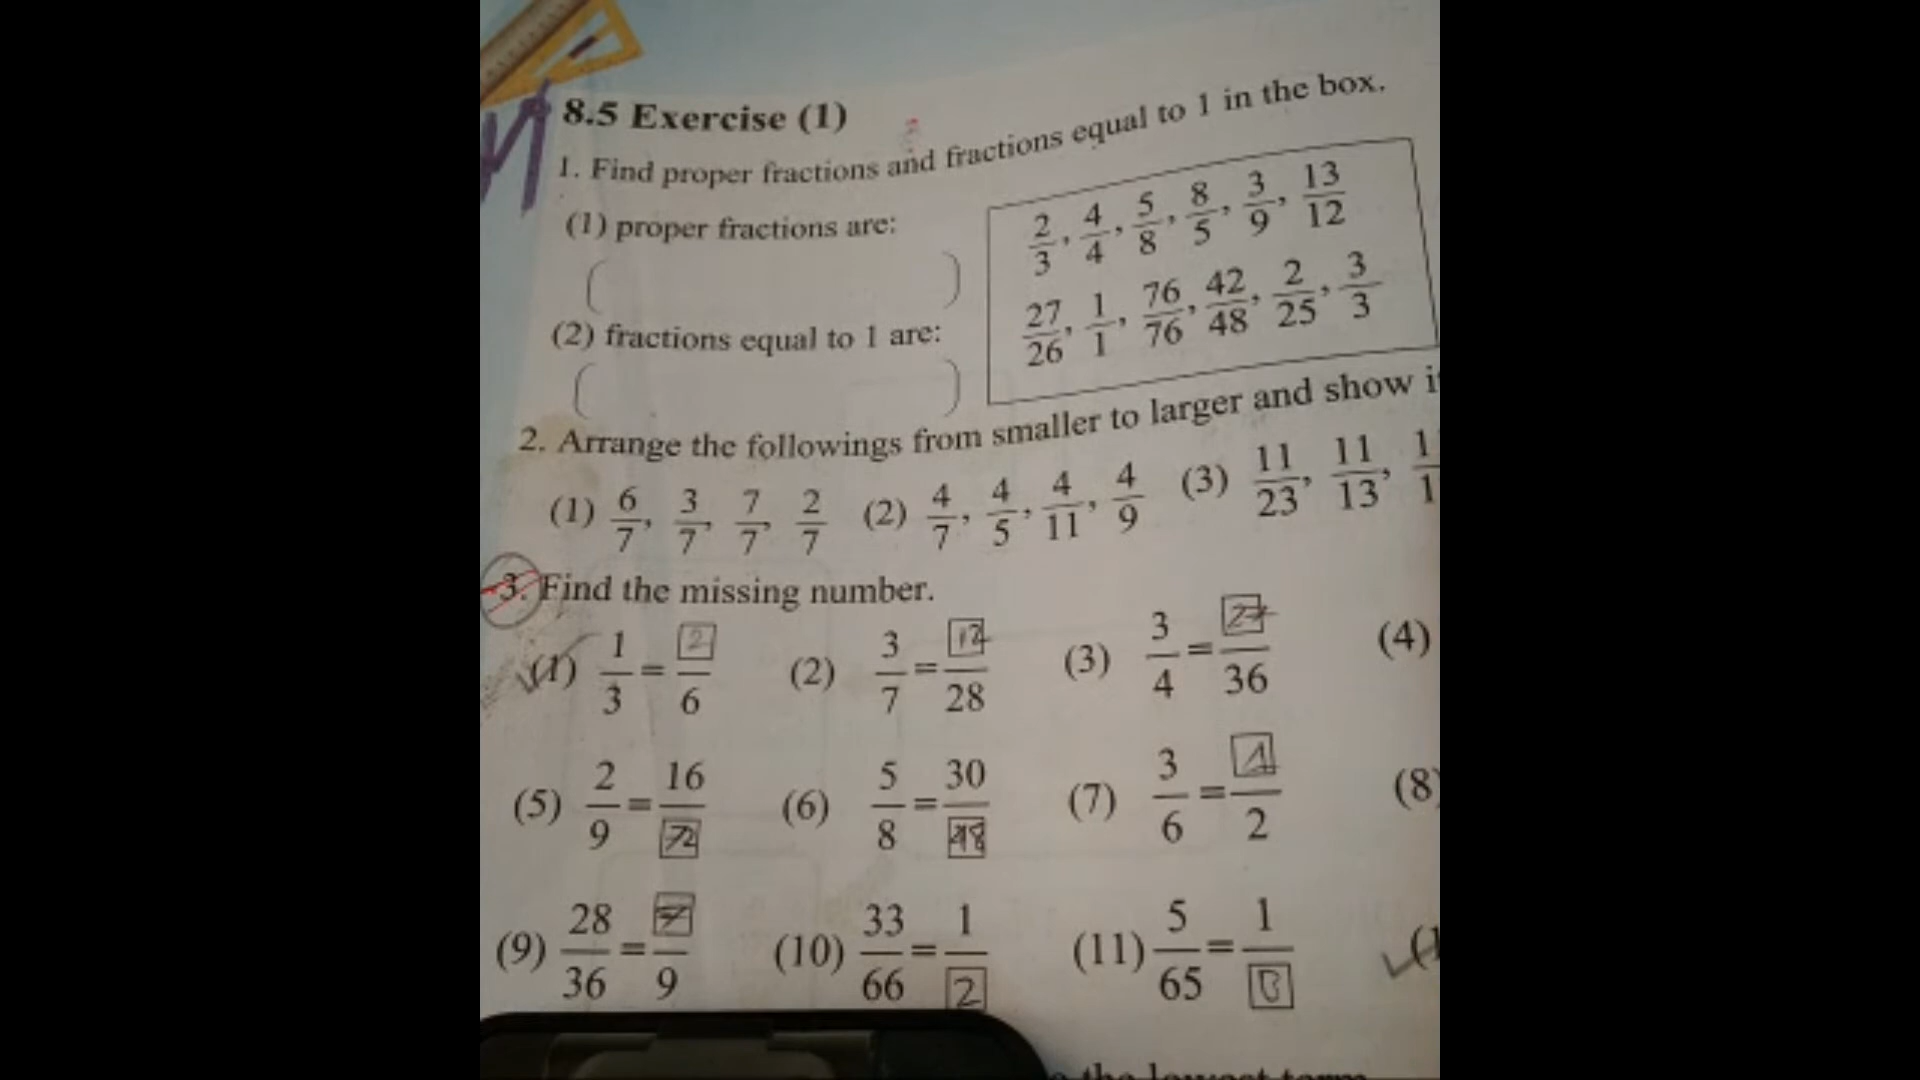 8.5 Exercise (1)
1. Find proper fractions and fractions equal to 1 in the box.
(1) proper fractions are:
( )
(2) fractions equal to 1 are:
( )
2/3, 4/4, 5/8, 8/5, 3/9, 13/12
27/26, 1/1, 76/76, 42/48, 2/25, 3/3
2. Arrange the followings from smaller to larger and show
(1) 6/7, 3/7, 7/7, 2/7 (2) 4/7, 4/5, 4/11, 4/9 (3) 11/23, 11/13,
3. Find the missing number.
(1) 1/3 = 2/6 (2) 3/7 = 12/28 (3) 3/4 = 27/36 (4)
(5) 2/9 = 16/72 (6) 5/8 = 30/48 (7) 3/6 = 1/2 (8)
(9) 28/36 = 7/9 (10) 33/66 = 1/2 (11) 5/65 = 1/13
the lowest term